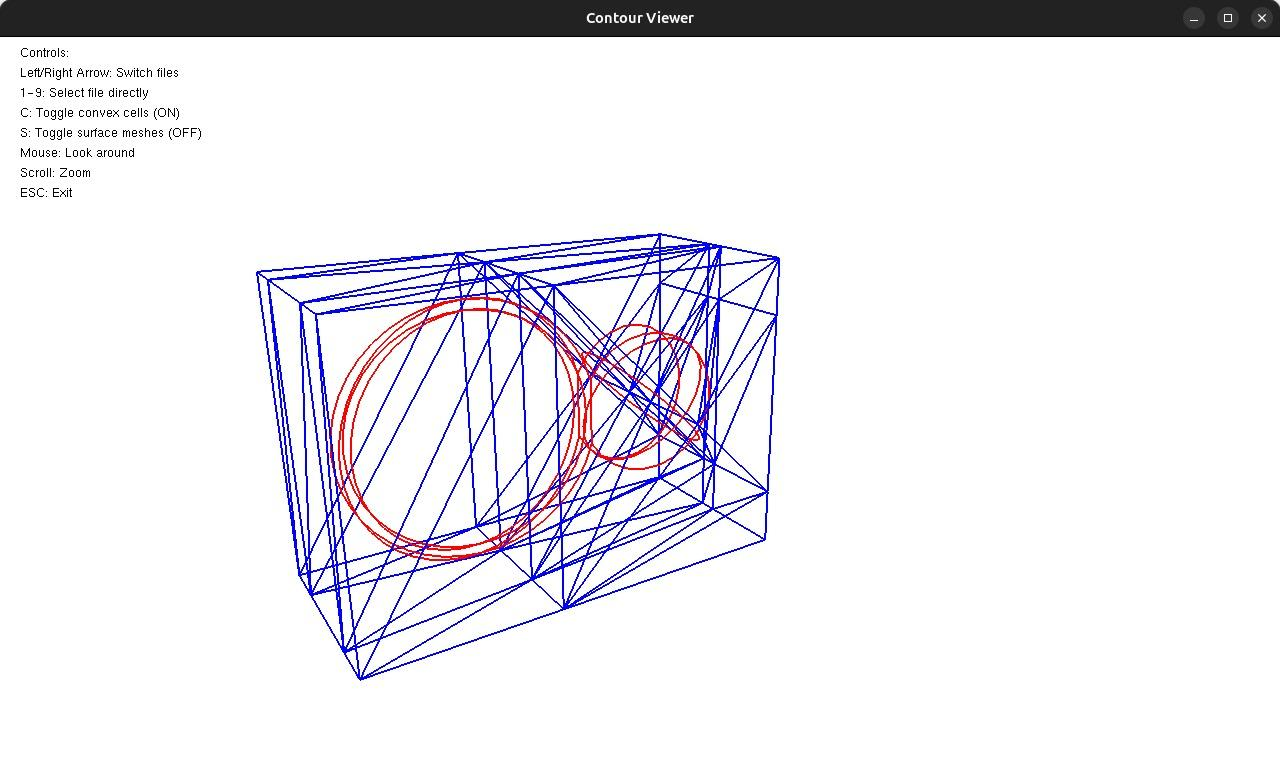 Contour Viewer
Controls:
Left/Right Arrow: Switch files
1-9: Select file directly
C: Toggle convex cells (ON)
S: Toggle surface meshes (OFF)
Mouse: Look around
Scroll: Zoom
ESC: Exit